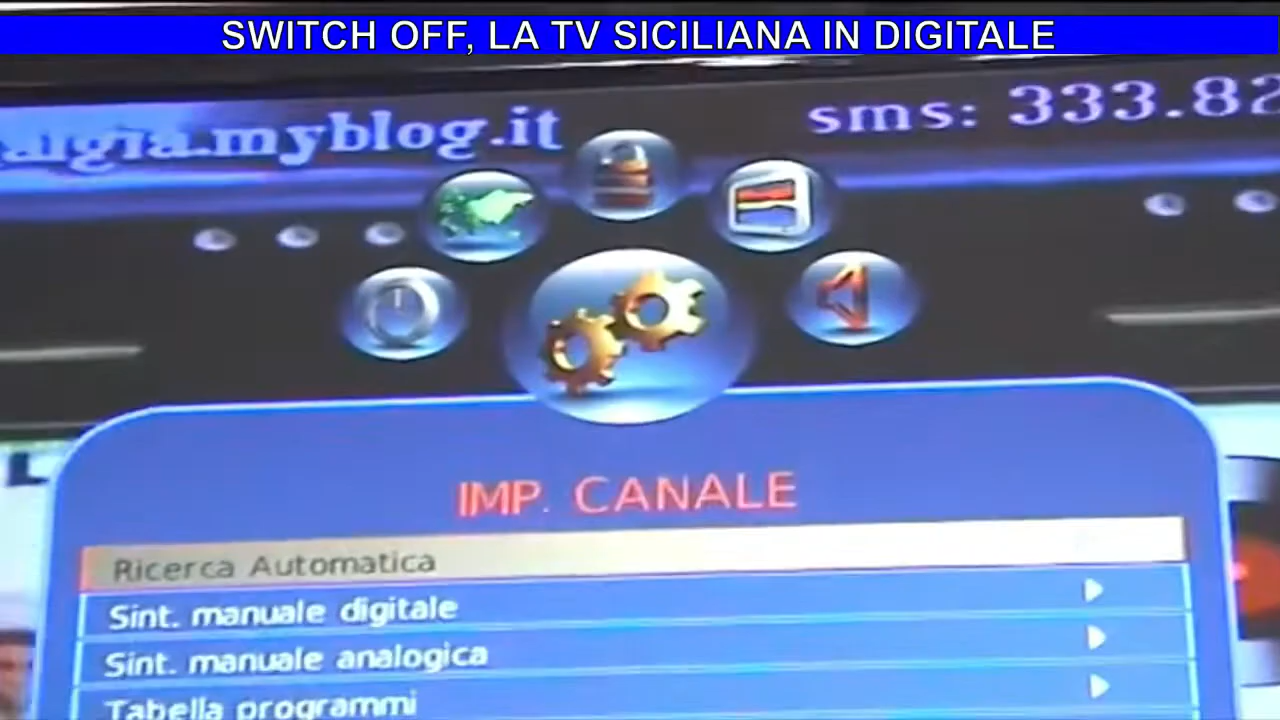 SWITCH OFF, LA TV SICILIANA IN DIGITALE
algia.myblog.it
sms: 333.82
IMP. CANALE
Ricerca Automatica
Sint. manuale digitale
Sint. manuale analogica
Tabella programmi